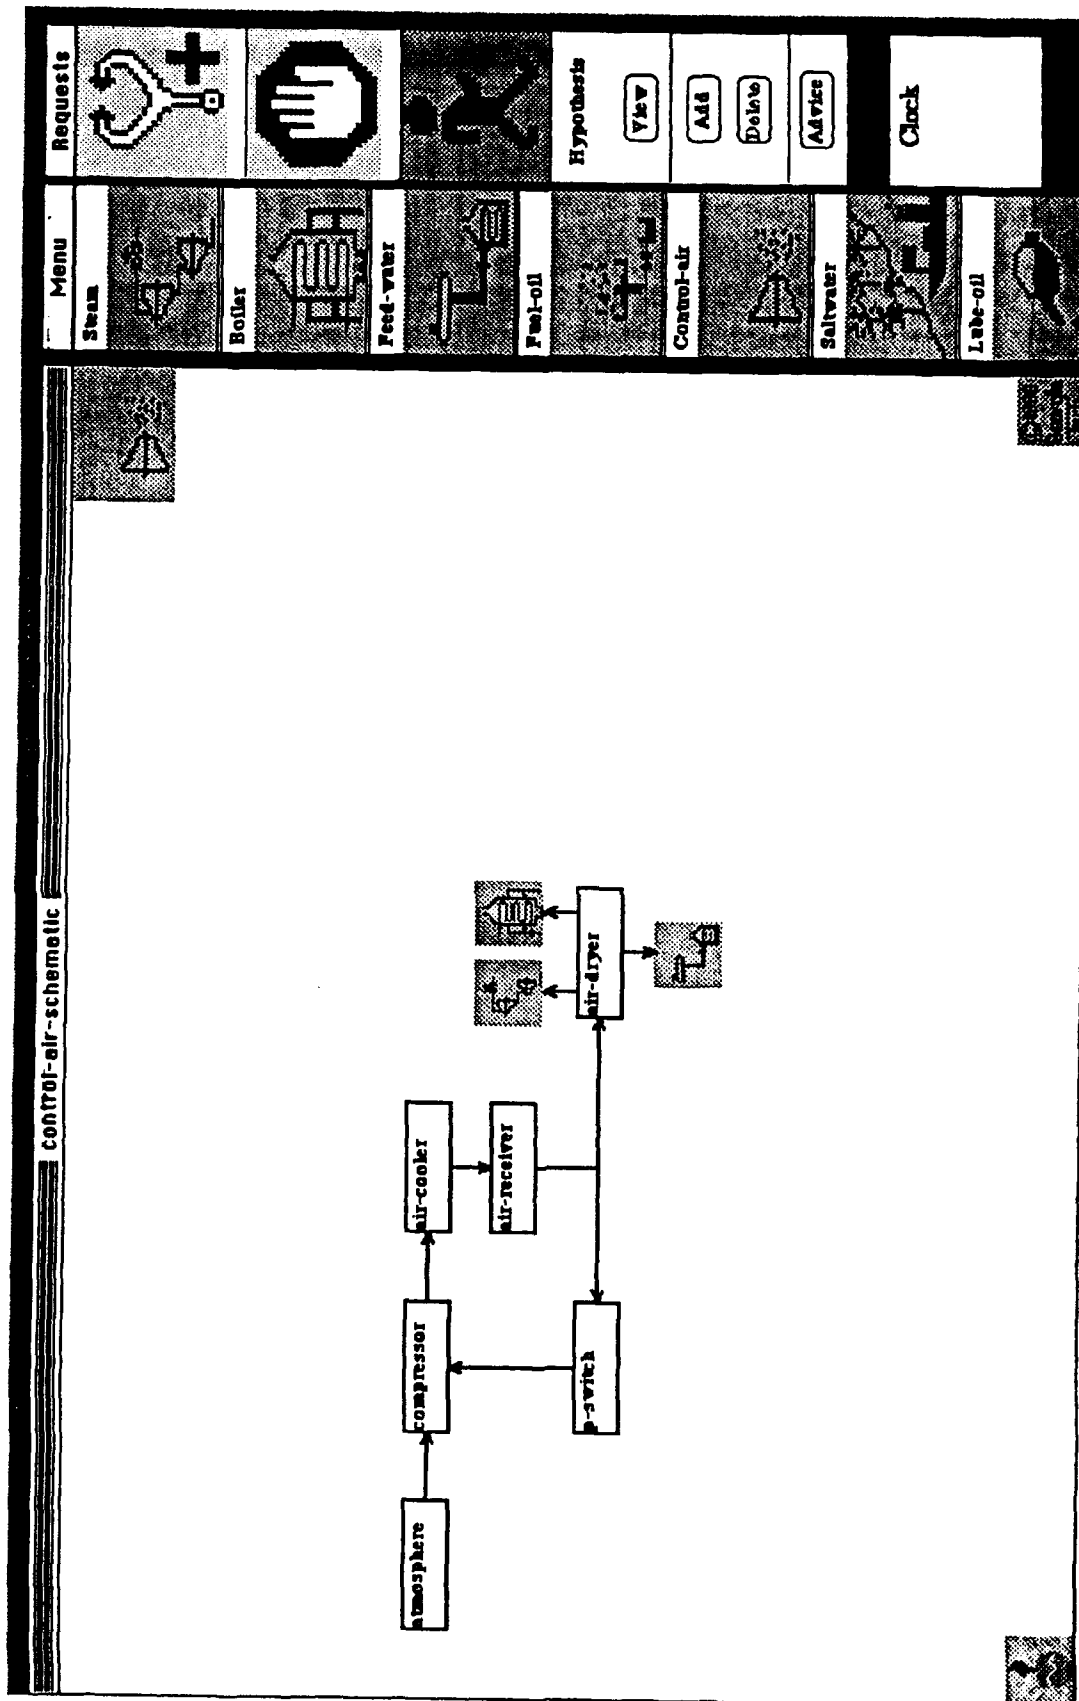 control-air-schematic
Menu
Requests
Steam
Boiler
Feed-water
Fuel-oil
Control-air
Saltwater
Lube-oil
Hypothesis
View
Add
Delete
Advice
Clock
atmosphere
compressor
air-cooler
air-receiver
p-switch
air-dryer